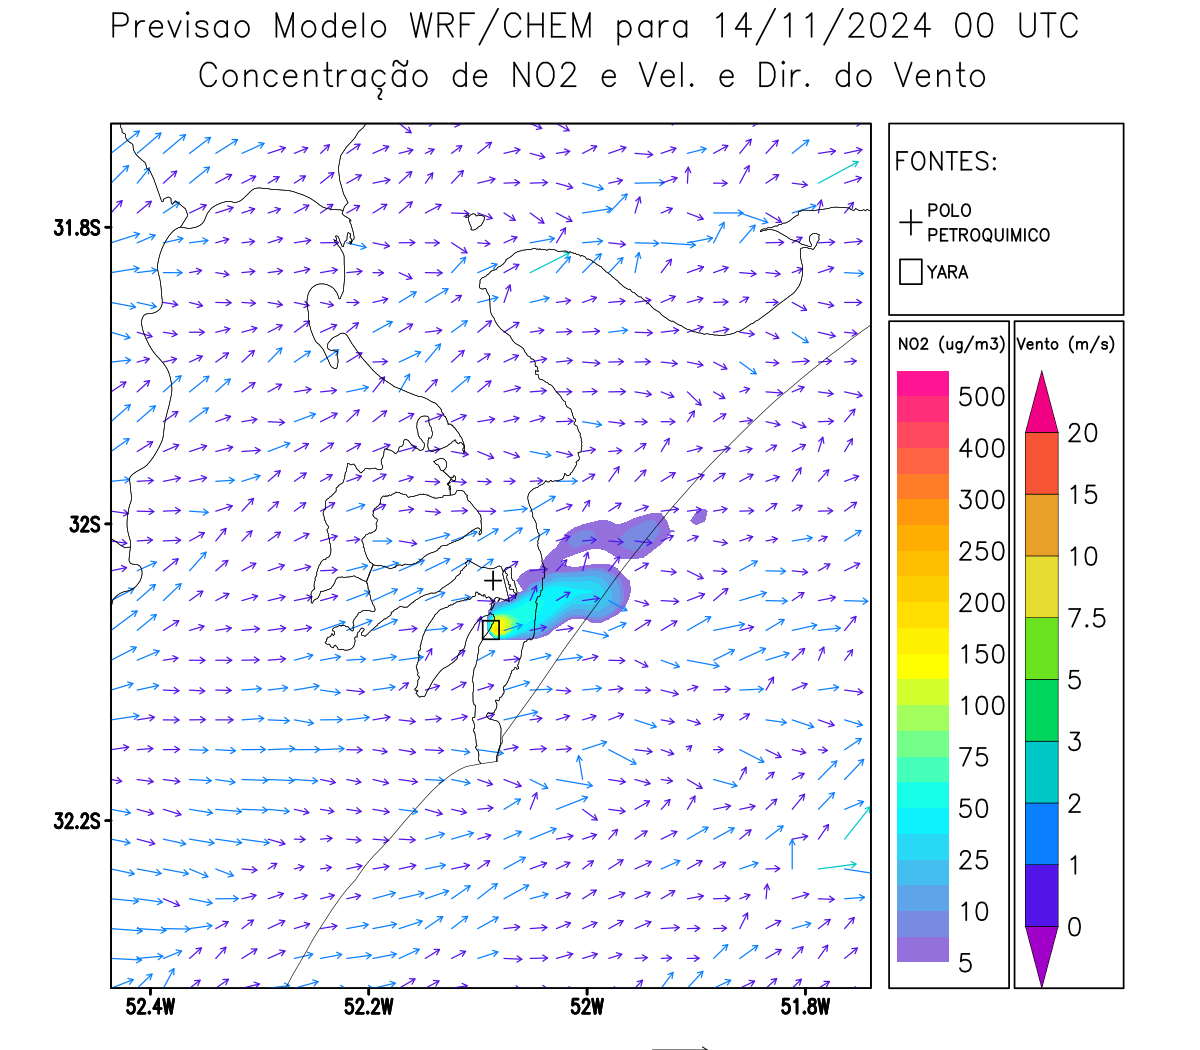 Previsao Modelo WRF/CHEM para 14/11/2024 00 UTC
Concentração de NO2 e Vel. e Dir. do Vento
FONTES:
POLO
PETROQUIMICO
YARA
NO2 (ug/m3)
500
400
300
250
200
150
100
75
50
25
10
5
Vento (m/s)
20
15
10
7.5
5
3
2
1
0
31.8S
32S
32.2S
52.4W
52.2W
52W
51.8W